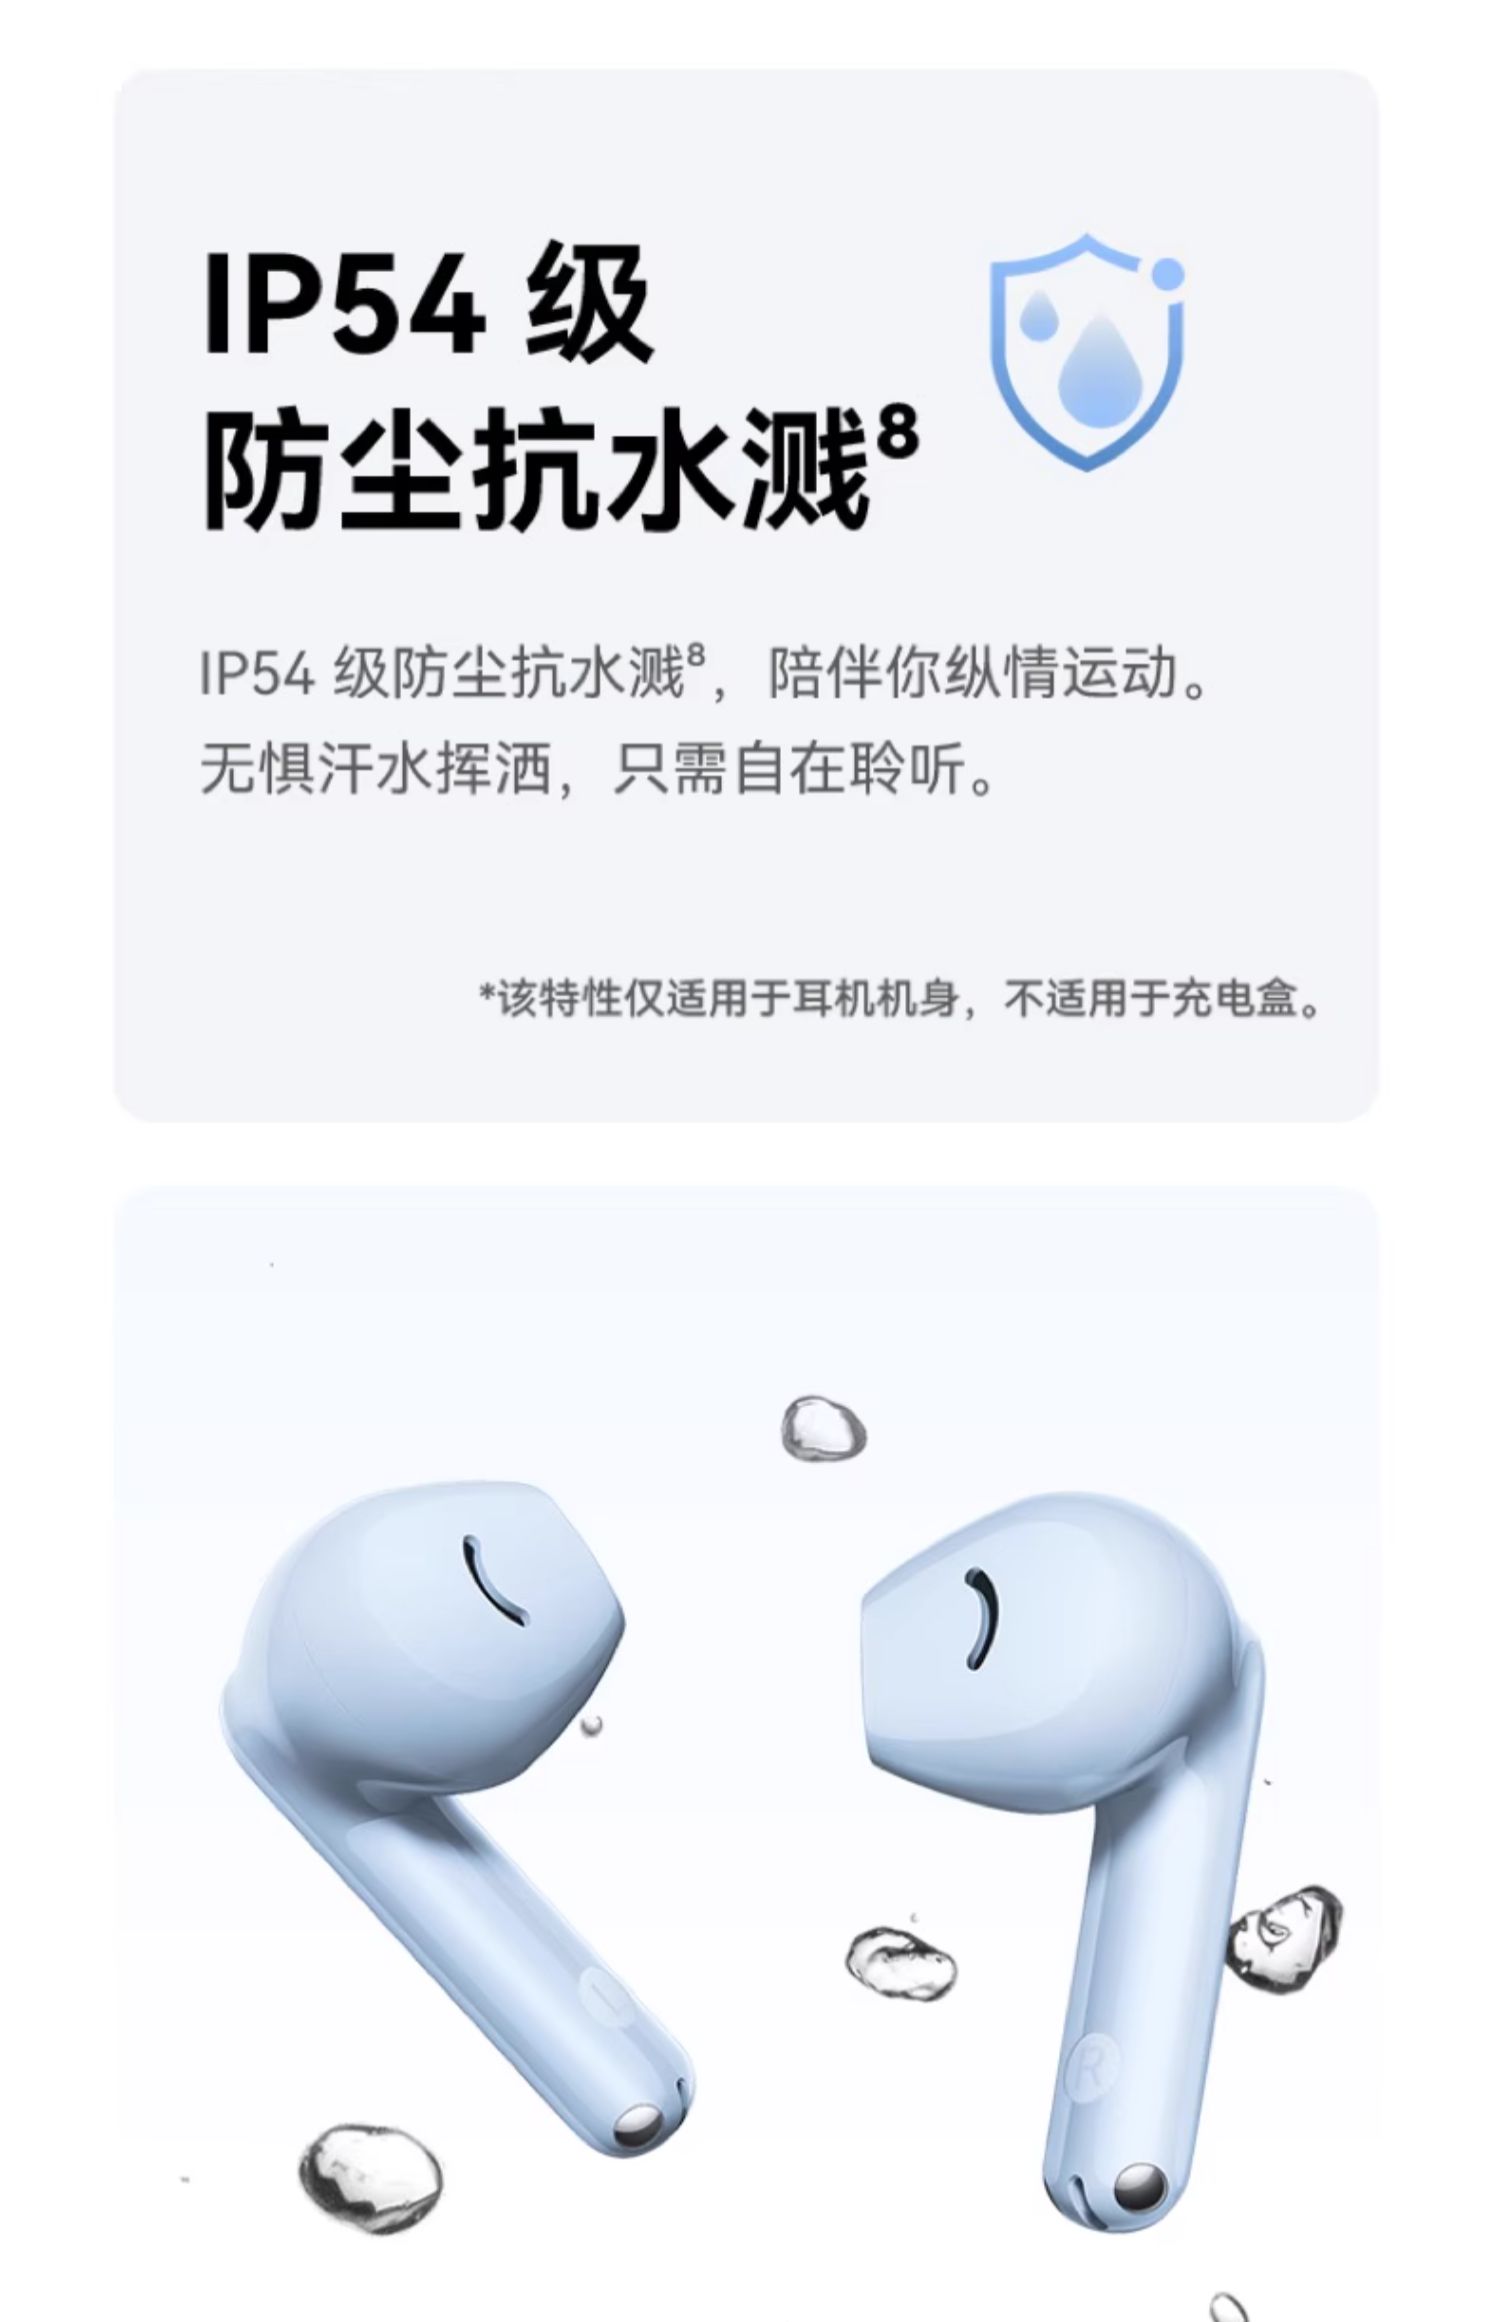 IP54 级
防尘抗水溅⁸
IP54 级防尘抗水溅⁸，陪伴你纵情运动。
无惧汗水挥洒，只需自在聆听。
*该特性仅适用于耳机机身，不适用于充电盒。
L
R